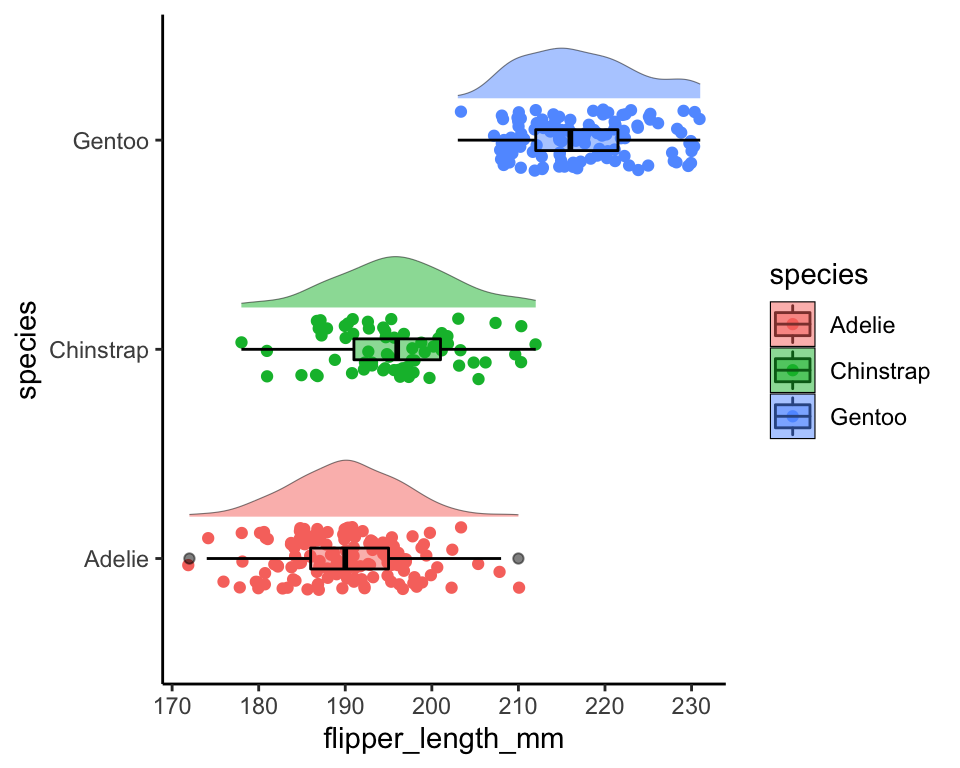 Gentoo
Chinstrap
Adelie
species
170 180 190 200 210 220 230
flipper_length_mm
species
Adelie
Chinstrap
Gentoo